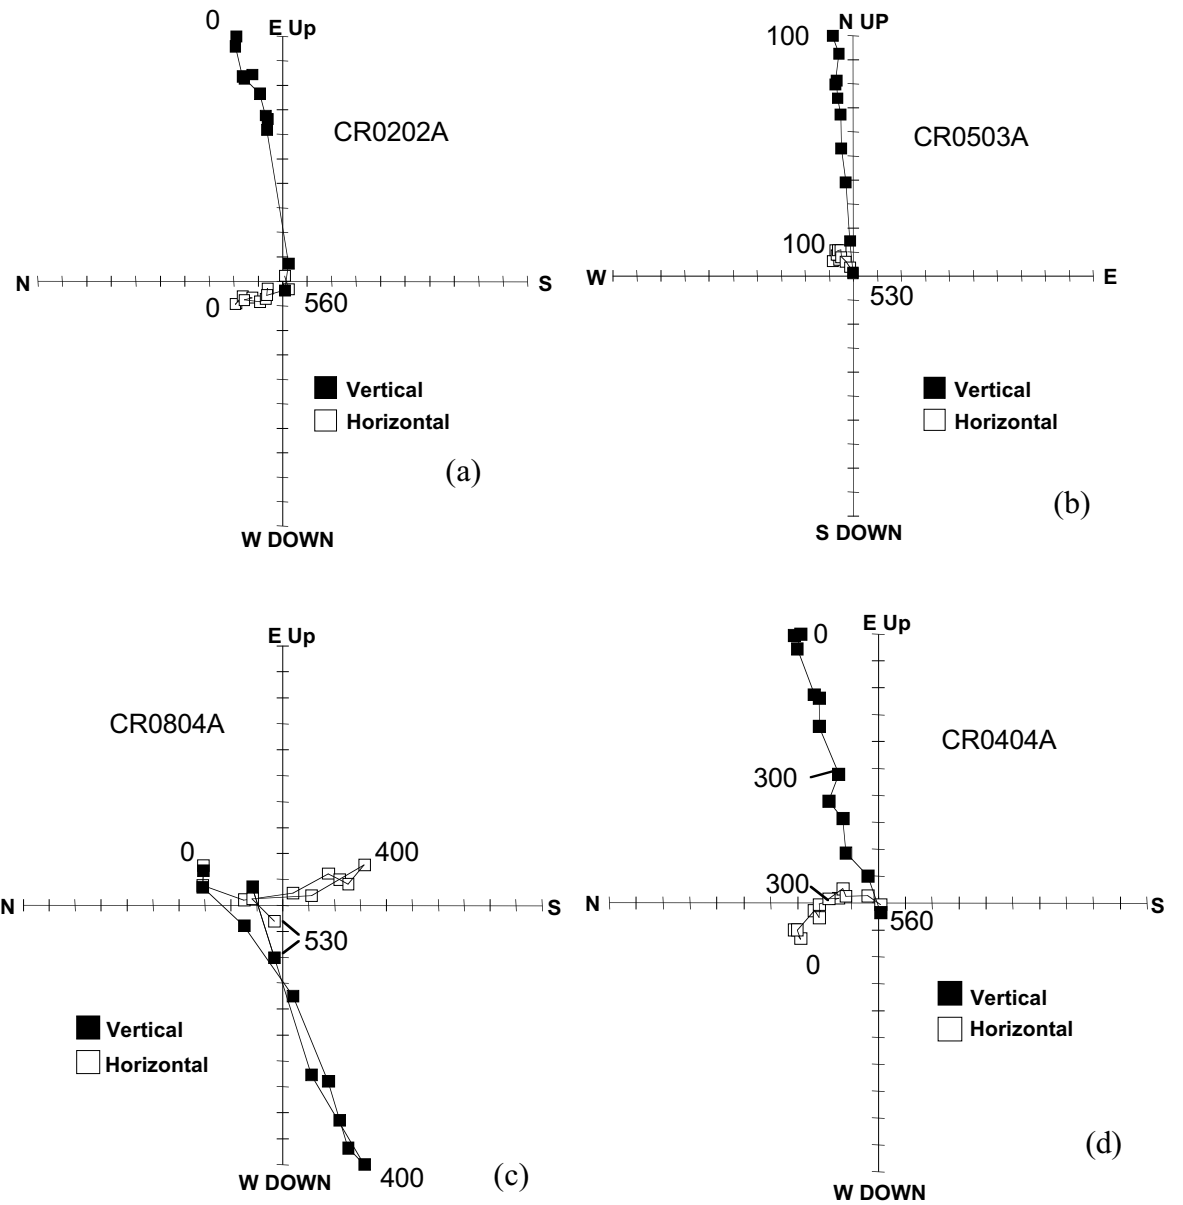 0
E Up
CR0202A
N
S
0
560
Vertical
Horizontal
(a)
W DOWN
N UP
100
CR0503A
100
W
E
530
Vertical
Horizontal
(b)
S DOWN
E Up
CR0804A
0
400
N
S
530
Vertical
Horizontal
400
W DOWN
(c)
E Up
0
CR0404A
300
300
N
S
560
0
Vertical
Horizontal
(d)
W DOWN